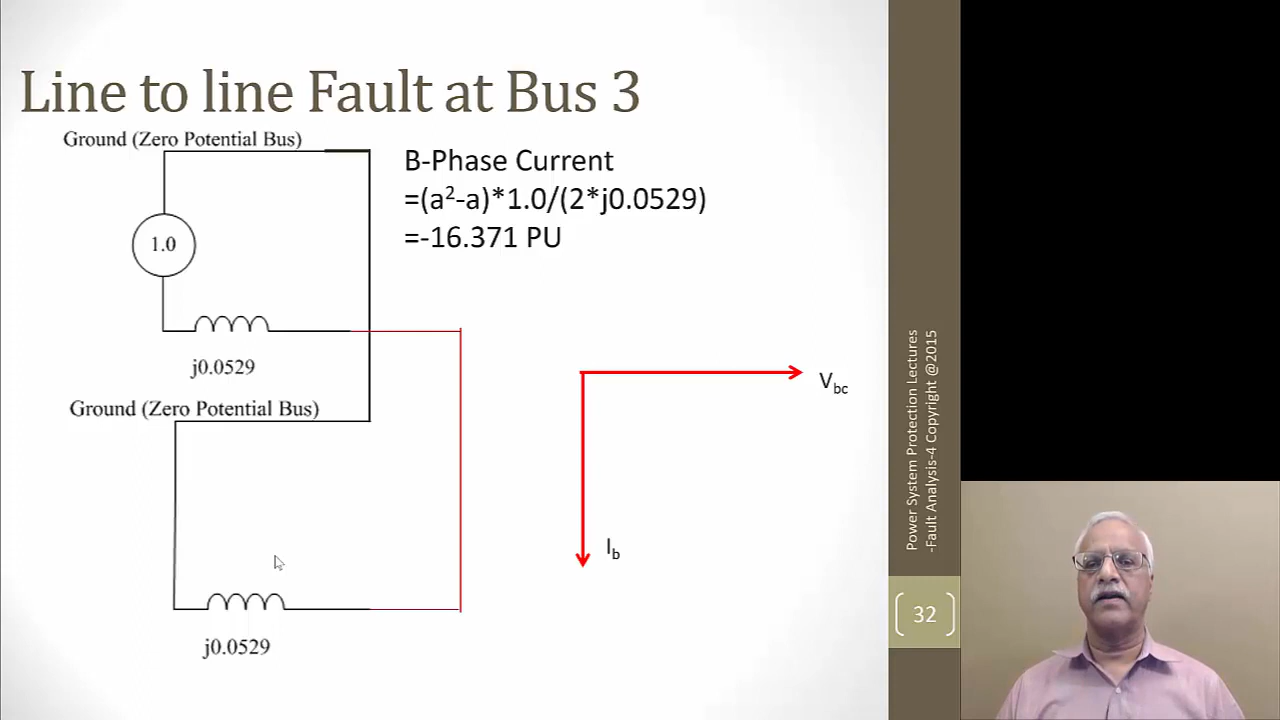 Line to line Fault at Bus 3
Ground (Zero Potential Bus)
B-Phase Current
=(a²-a)*1.0/(2*j0.0529)
=-16.371 PU
1.0
j0.0529
Ground (Zero Potential Bus)
j0.0529
V_bc
I_b
Power System Protection Lectures
-Fault Analysis-4 Copyright @2015
32